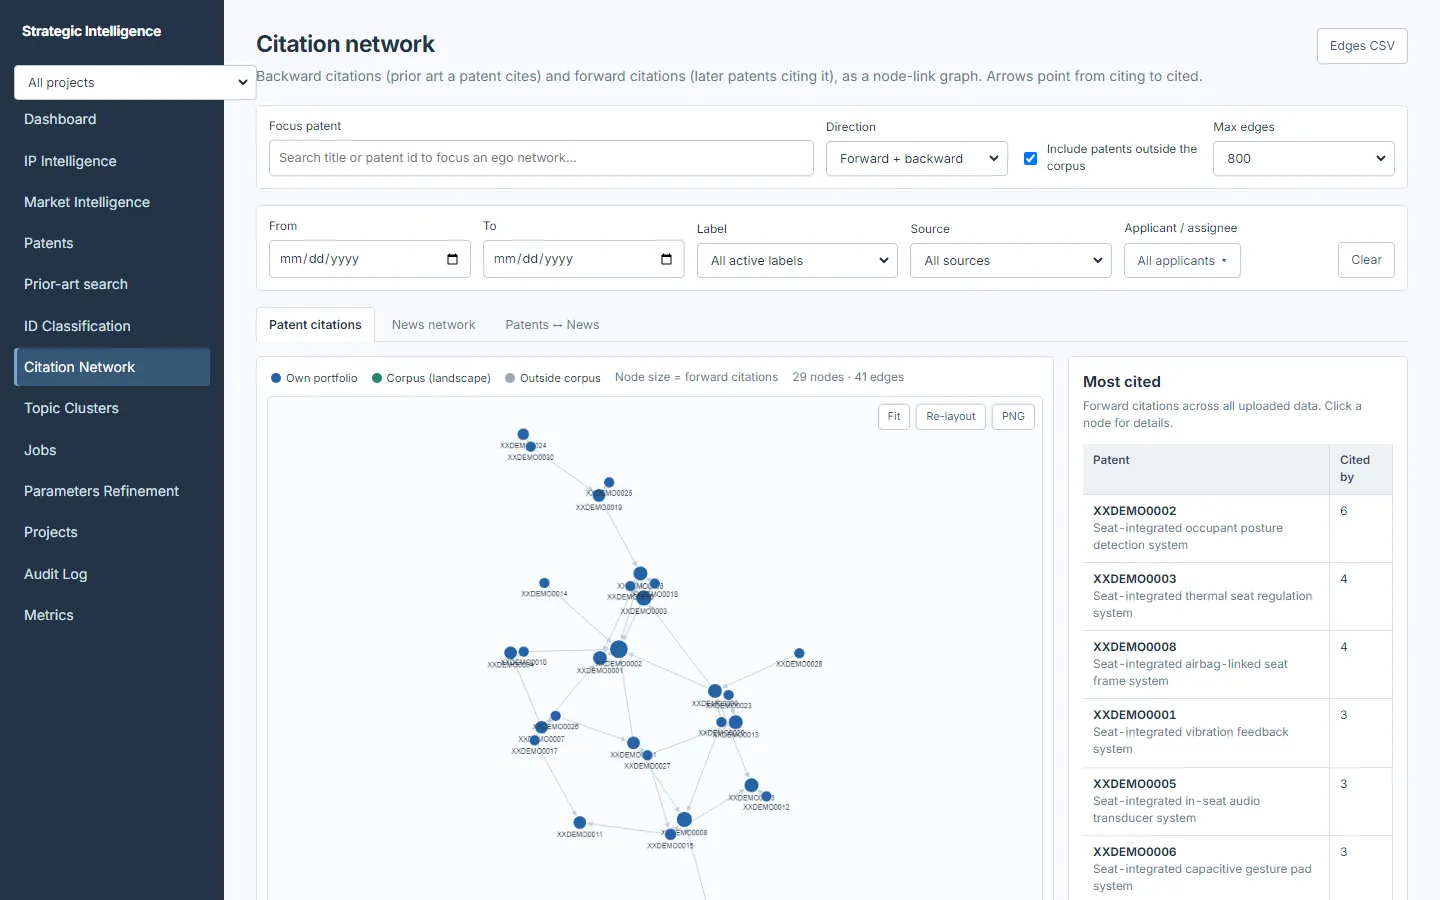 Strategic Intelligence
All projects
Dashboard
IP Intelligence
Market Intelligence
Patents
Prior-art search
ID Classification
Citation Network
Topic Clusters
Jobs
Parameters Refinement
Projects
Audit Log
Metrics
Citation network
Edges CSV
Backward citations (prior art a patent cites) and forward citations (later patents citing it), as a node-link graph. Arrows point from citing to cited.
Focus patent
Search title or patent id to focus an ego network...
Direction
Forward + backward
Include patents outside the
corpus
Max edges
800
From
mm/dd/yyyy
To
mm/dd/yyyy
Label
All active labels
Source
All sources
Applicant / assignee
All applicants
Clear
Patent citations
News network
Patents ↔ News
Own portfolio
Corpus (landscape)
Outside corpus
Node size = forward citations
29 nodes · 41 edges
Fit
Re-layout
PNG
XXDEMO0030
XXDEMO0025
XXDEMO0019
XXDEMO0014
XXDEMO0003
XXDEMO0001
XXDEMO0028
XXDEMO0007
XXDEMO0017
XXDEMO0027
XXDEMO0012
XXDEMO0011
Most cited
Forward citations across all uploaded data. Click a
node for details.
Patent
Cited
by
XXDEMO0002
Seat-integrated occupant posture
detection system
6
XXDEMO0003
Seat-integrated thermal seat regulation
system
4
XXDEMO0008
Seat-integrated airbag-linked seat
frame system
4
XXDEMO0001
Seat-integrated vibration feedback
system
3
XXDEMO0005
Seat-integrated in-seat audio
transducer system
3
XXDEMO0006
Seat-integrated capacitive gesture pad
system
3